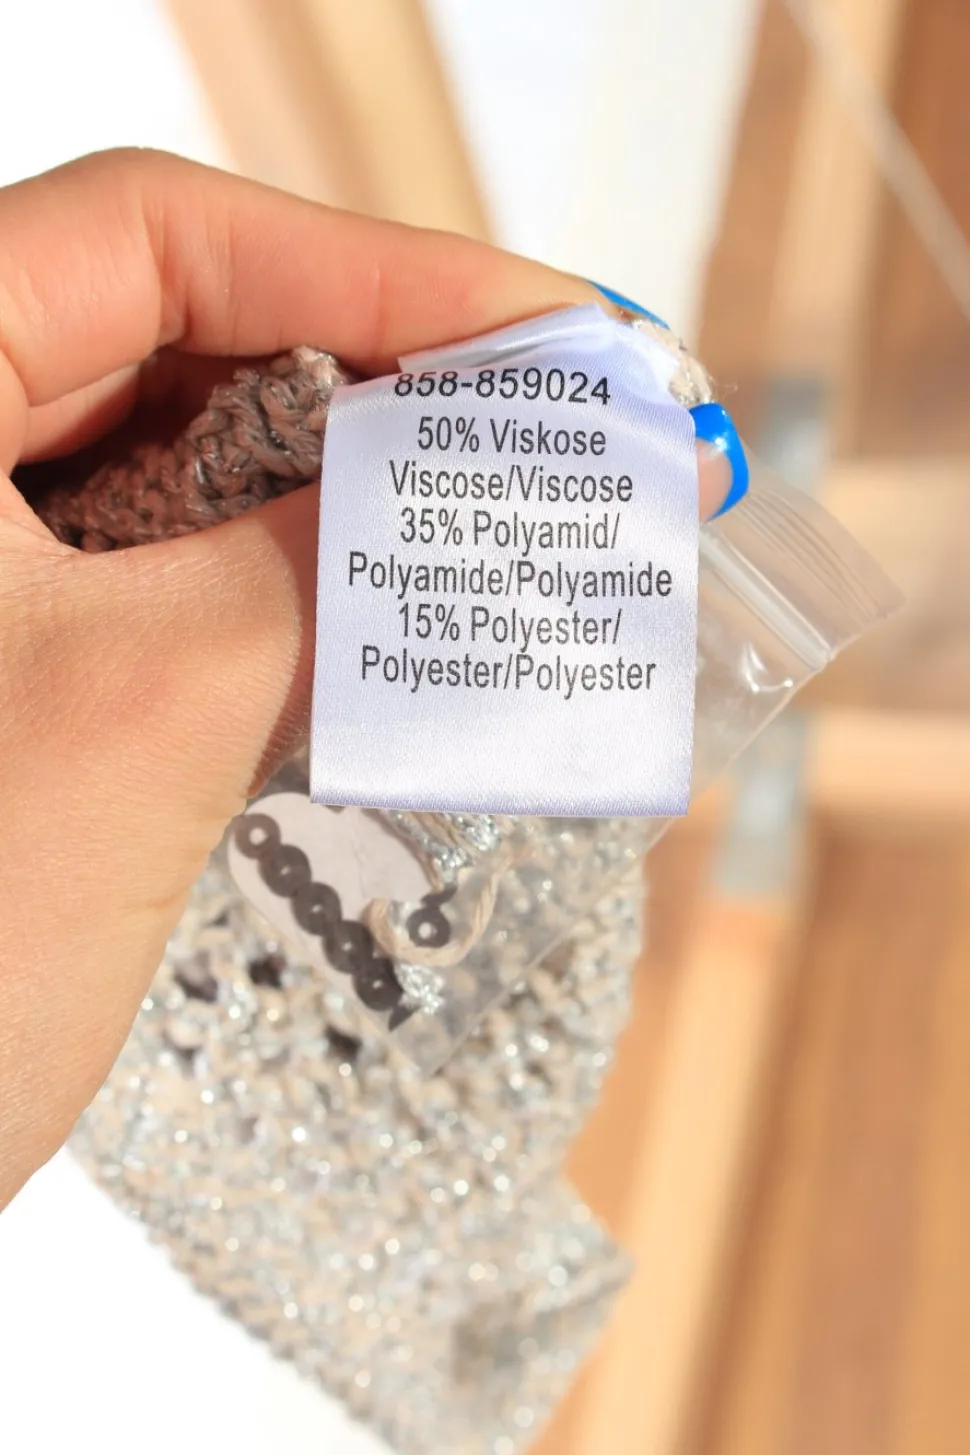 858-859024
50% Viskose
Viscose/Viscose
35% Polyamid/
Polyamide/Polyamide
15% Polyester/
Polyester/Polyester